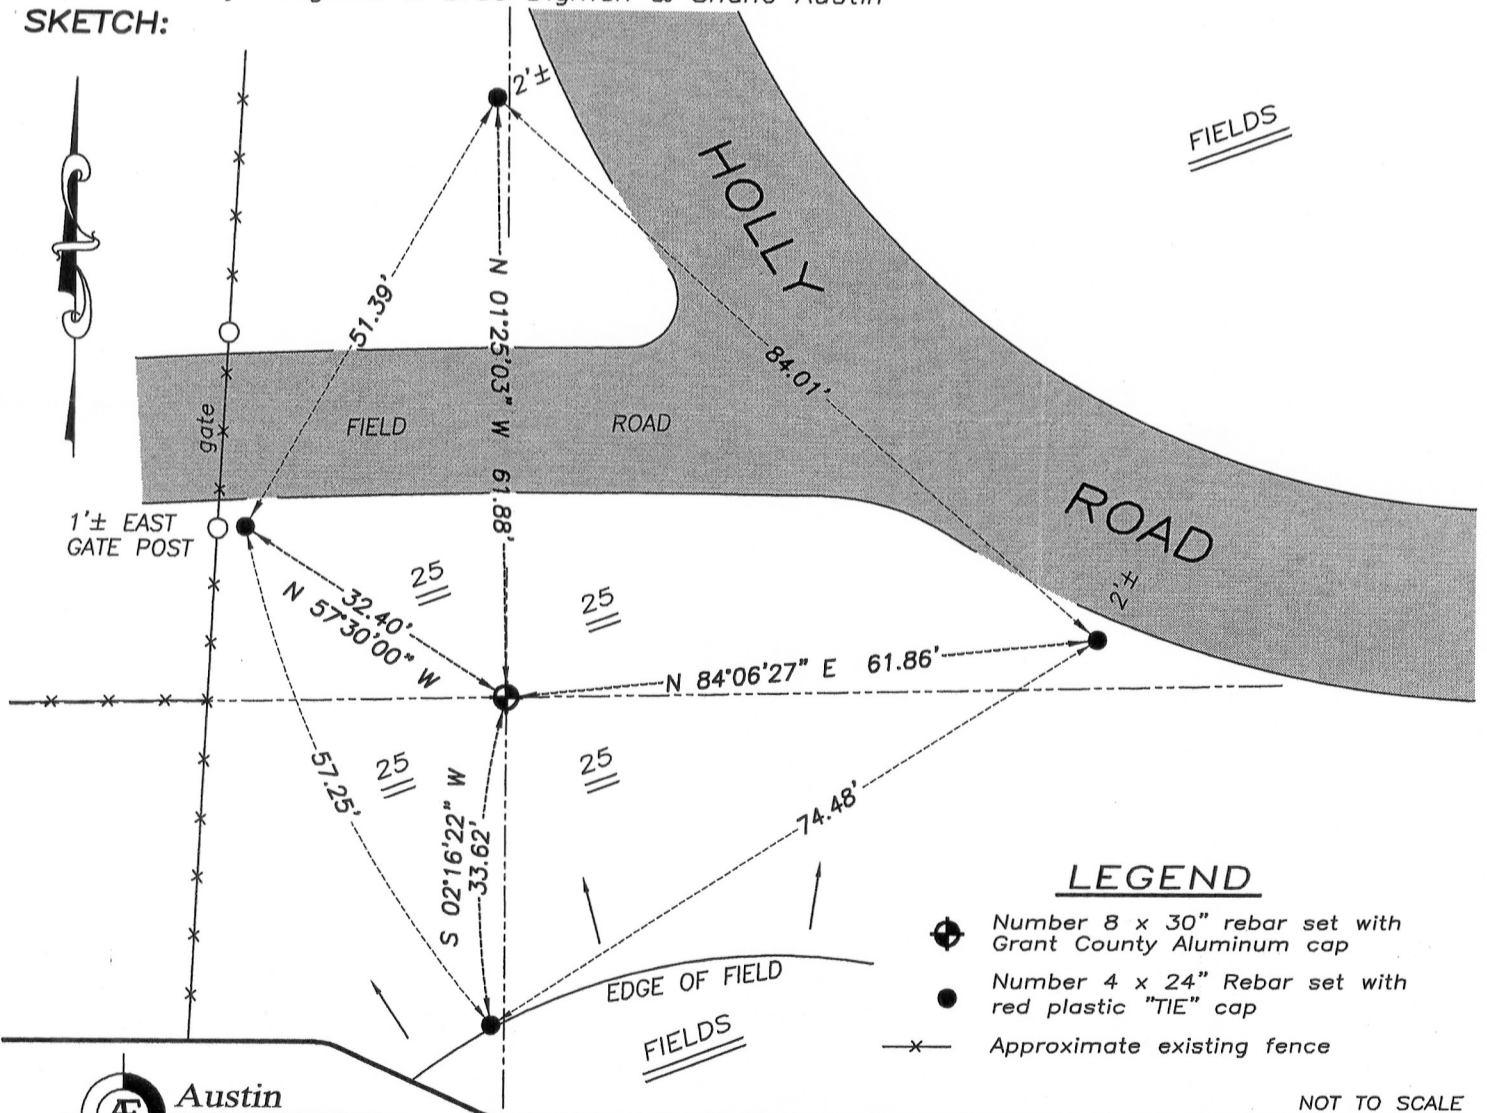 SKETCH:
2'±
FIELDS
HOLLY
51.39'
N 01°25'03" W 61.88'
84.01'
gate
FIELD ROAD
ROAD
1'± EAST
GATE POST
2'±
25
25
32.40'
N 57°30'00" W
N 84°06'27" E 61.86'
57.25'
25
25
S 02°16'22" W
33.62'
74.48'
LEGEND
Number 8 x 30" rebar set with
Grant County Aluminum cap
EDGE OF FIELD
Number 4 x 24" Rebar set with
red plastic "TIE" cap
FIELDS
Approximate existing fence
Austin
NOT TO SCALE